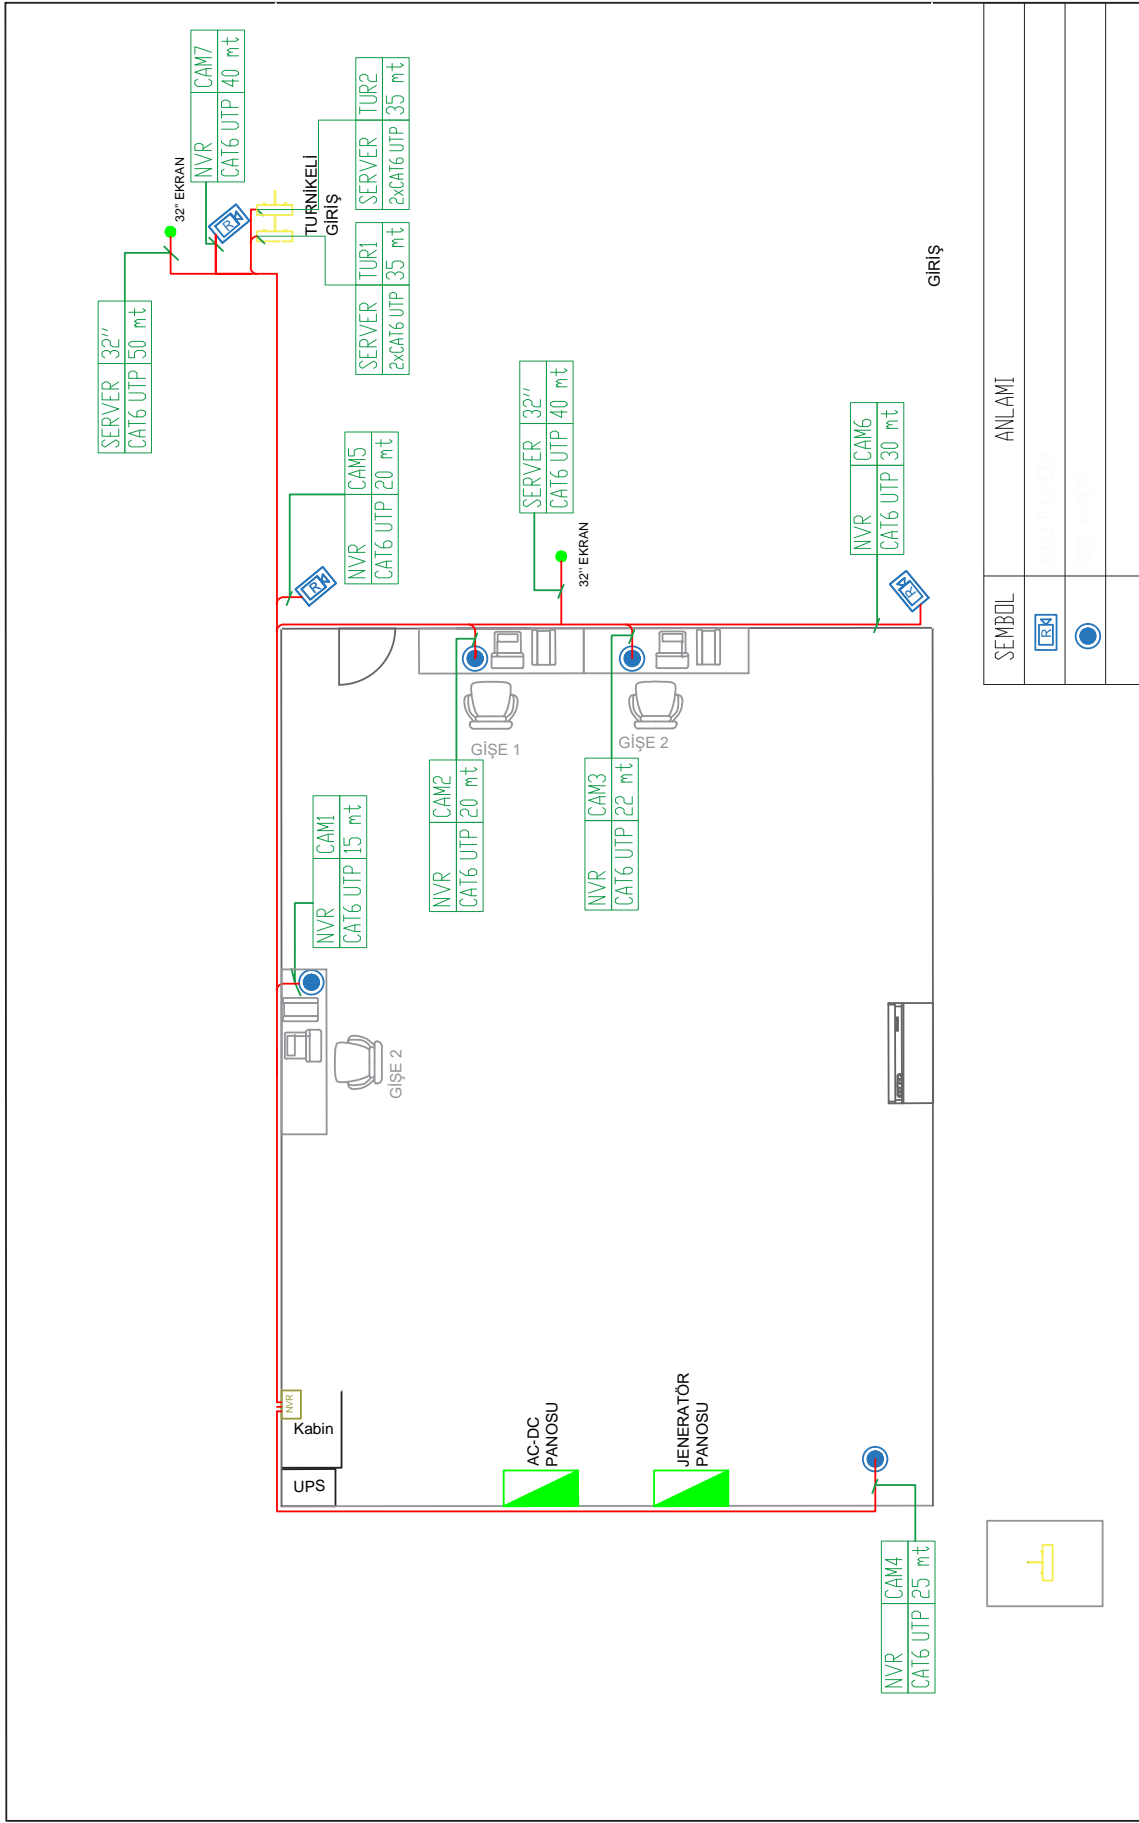 SERVER 32''
CAT6 UTP 50 mt
32" EKRAN
NVR CAM7
CAT6 UTP 40 mt
TURNİKELİ
GİRİŞ
SERVER TUR1
2xCAT6 UTP 35 mt
SERVER TUR2
2xCAT6 UTP 35 mt
NVR CAM5
CAT6 UTP 20 mt
SERVER 32''
CAT6 UTP 40 mt
32" EKRAN
NVR CAM6
CAT6 UTP 30 mt
GİRİŞ
NVR CAM1
CAT6 UTP 15 mt
GİŞE 2
NVR CAM2
CAT6 UTP 20 mt
GİŞE 1
NVR CAM3
CAT6 UTP 22 mt
GİŞE 2
NVR
Kabin
UPS
AC-DC
PANOSU
JENERATÖR
PANOSU
NVR CAM4
CAT6 UTP 25 mt
SEMBOL ANLAMI
R BULLET KAMERA
KAMERA
R
R
R